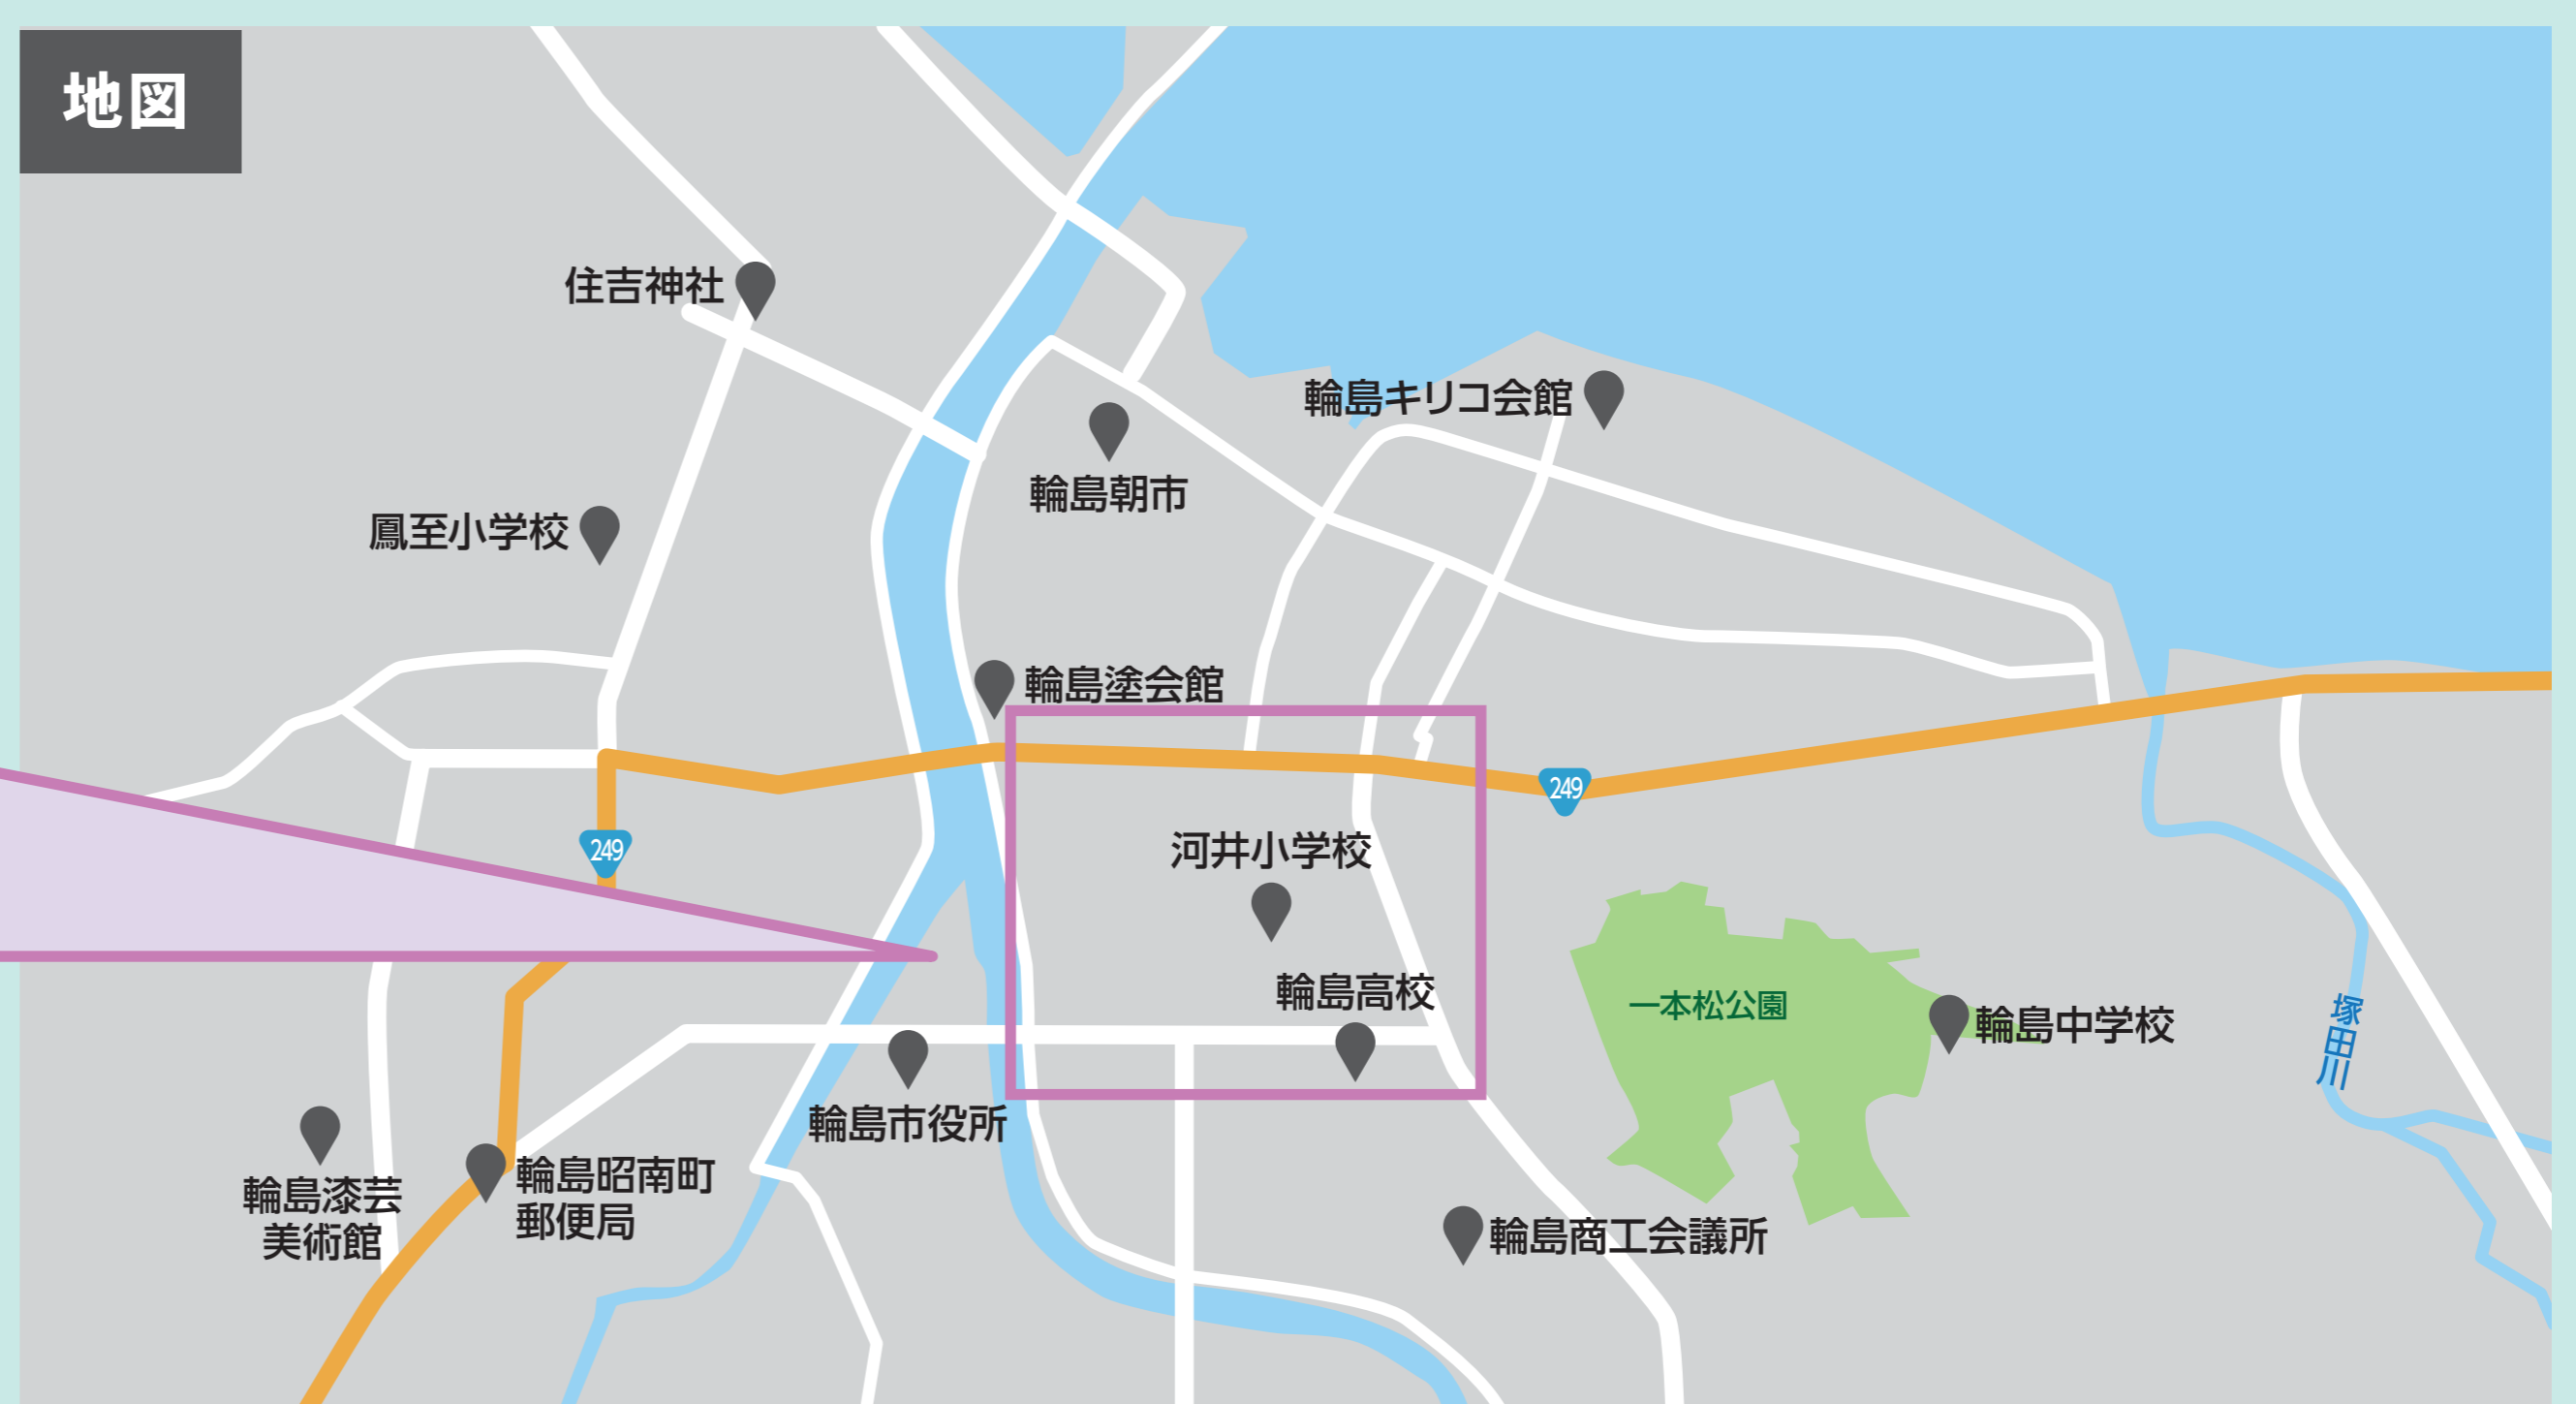 地図
住吉神社
輪島キリコ会館
輪島朝市
鳳至小学校
輪島塗会館
249
249
河井小学校
輪島高校
一本松公園
輪島中学校
塚田川
輪島市役所
輪島漆芸
美術館
輪島昭南町
郵便局
輪島商工会議所